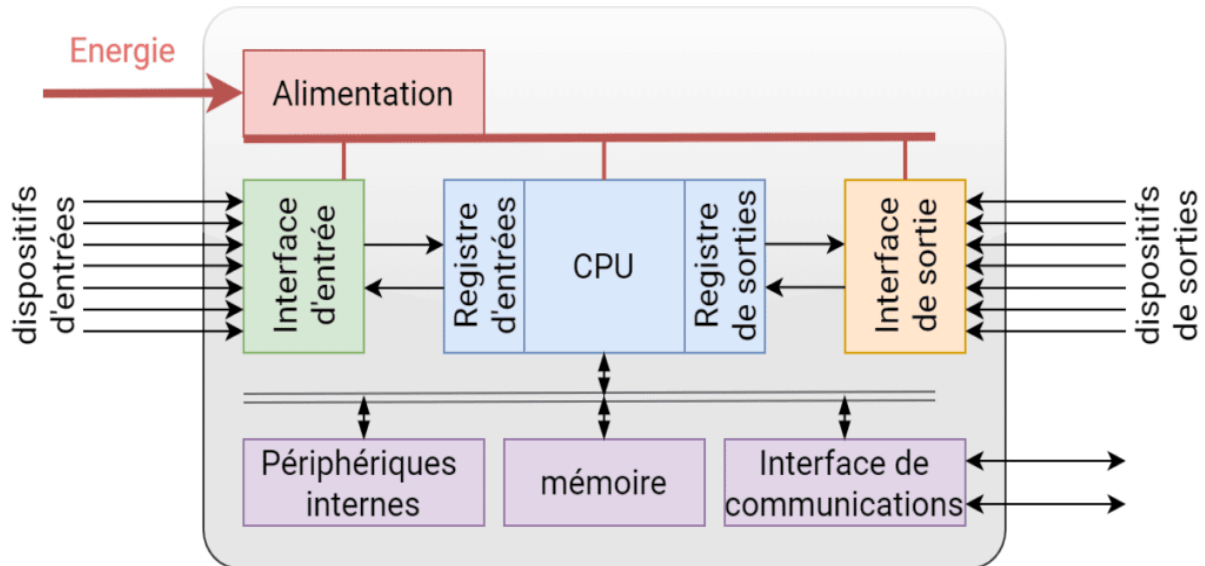 Energie
Alimentation
dispositifs
d'entrées
Interface
d'entrée
Registre
d'entrées
CPU
Registre
de sorties
Interface
de sortie
dispositifs
de sorties
Périphériques
internes
mémoire
Interface de
communications